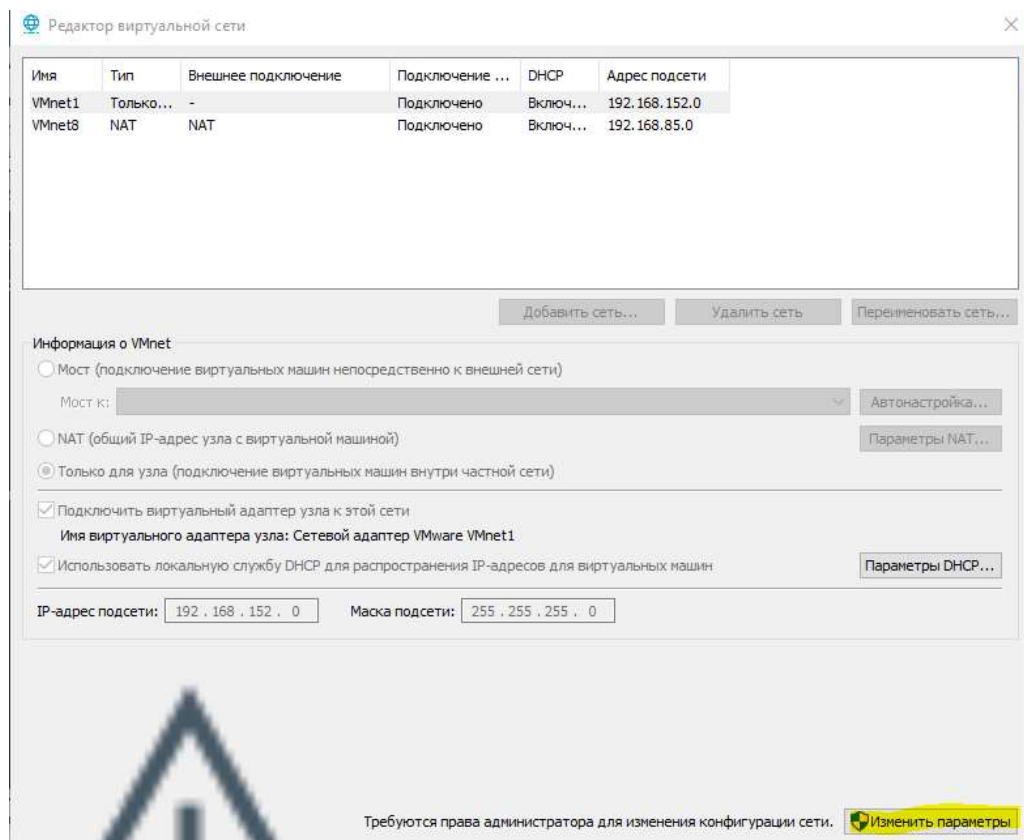 Редактор виртуальной сети
Имя Тип Внешнее подключение Подключение ... DHCP Адрес подсети
VMnet1 Только... - Подключено Включ... 192.168.152.0
VMnet8 NAT NAT Подключено Включ... 192.168.85.0
Добавить сеть... Удалить сеть Переименовать сеть...
Информация о VMnet
Мост (подключение виртуальных машин непосредственно к внешней сети)
Мост к: Автонастройка...
NAT (общий IP-адрес узла с виртуальной машиной) Параметры NAT...
Только для узла (подключение виртуальных машин внутри частной сети)
Подключить виртуальный адаптер узла к этой сети
Имя виртуального адаптера узла: Сетевой адаптер VMware VMnet1
Использовать локальную службу DHCP для распространения IP-адресов для виртуальных машин Параметры DHCP...
IP-адрес подсети: 192 . 168 . 152 . 0 Маска подсети: 255 . 255 . 255 . 0
Требуются права администратора для изменения конфигурации сети. Изменить параметры